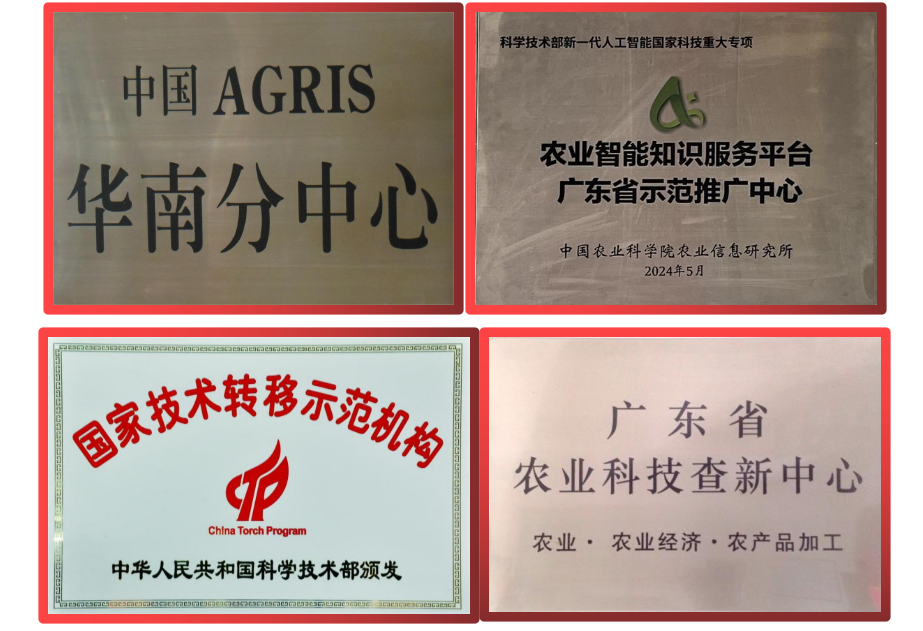 中国 AGRIS
华南分中心
科学技术部新一代人工智能国家科技重大专项
农业智能知识服务平台
广东省示范推广中心
中国农业科学院农业信息研究所
2024年5月
国家技术转移示范机构
China Torch Program
中华人民共和国科学技术部颁发
广东省
农业科技查新中心
农业·农业经济·农产品加工